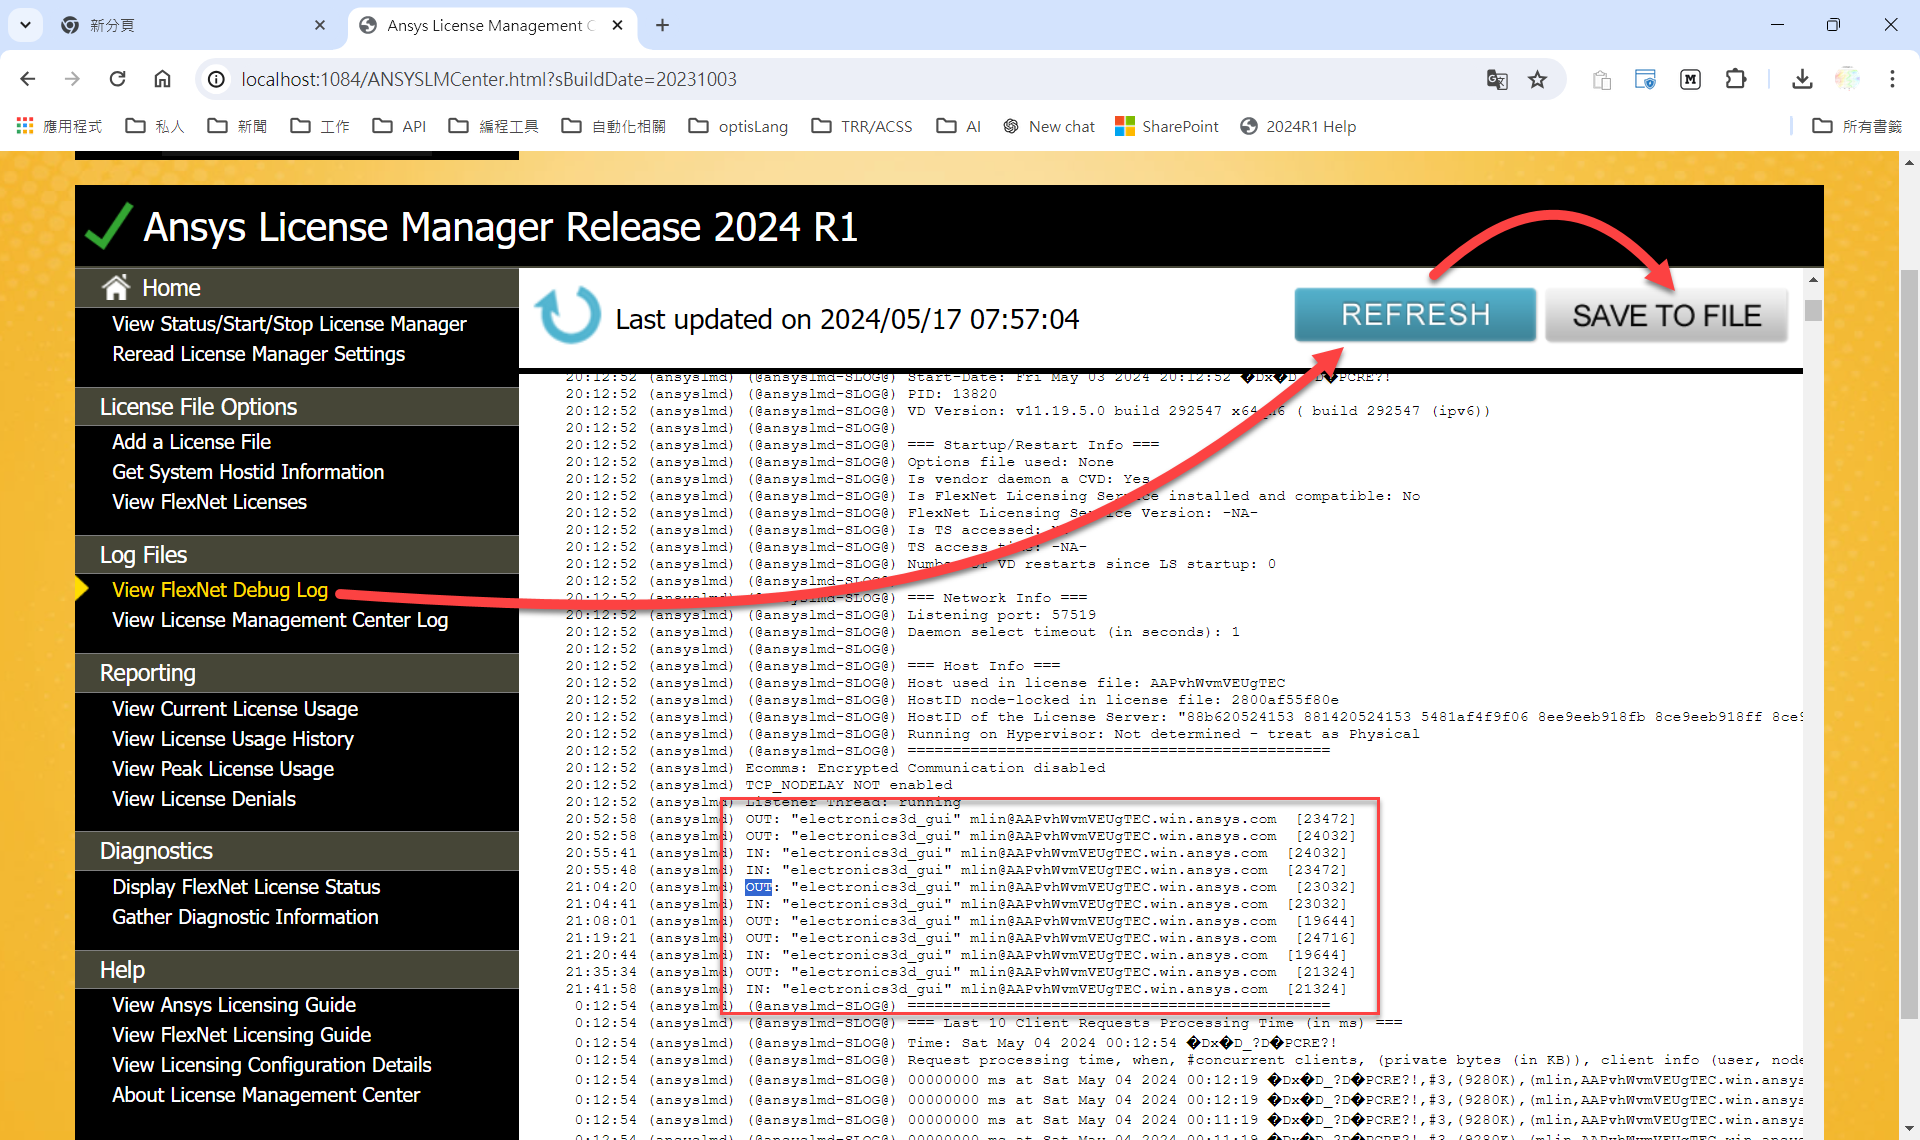 新分頁
Ansys License Management C
localhost:1084/ANSYSLMCenter.html?sBuildDate=20231003
應用程式
私人
新聞
工作
API
編程工具
自動化相關
optisLang
TRR/ACSS
AI
New chat
SharePoint
2024R1 Help
所有書籤
Ansys License Manager Release 2024 R1
Home
View Status/Start/Stop License Manager
Reread License Manager Settings
License File Options
Add a License File
Get System Hostid Information
View FlexNet Licenses
Log Files
View FlexNet Debug Log
View License Management Center Log
Reporting
View Current License Usage
View License Usage History
View Peak License Usage
View License Denials
Diagnostics
Display FlexNet License Status
Gather Diagnostic Information
Help
View Ansys Licensing Guide
View FlexNet Licensing Guide
View Licensing Configuration Details
About License Management Center
Last updated on 2024/05/17 07:57:04
REFRESH
SAVE TO FILE
20:12:52 (ansyslmd) (@ansyslmd-SLOG@) Start-Date: Fri May 03 2024 20:12:52 �Dx�D_?D�PCRE?!
20:12:52 (ansyslmd) (@ansyslmd-SLOG@) PID: 13820
20:12:52 (ansyslmd) (@ansyslmd-SLOG@) VD Version: v11.19.5.0 build 292547 x64_n6 ( build 292547 (ipv6))
20:12:52 (ansyslmd) (@ansyslmd-SLOG@)
20:12:52 (ansyslmd) (@ansyslmd-SLOG@) === Startup/Restart Info ===
20:12:52 (ansyslmd) (@ansyslmd-SLOG@) Options file used: None
20:12:52 (ansyslmd) (@ansyslmd-SLOG@) Is vendor daemon a CVD: Yes
20:12:52 (ansyslmd) (@ansyslmd-SLOG@) Is FlexNet Licensing Service installed and compatible: No
20:12:52 (ansyslmd) (@ansyslmd-SLOG@) FlexNet Licensing Service Version: -NA-
20:12:52 (ansyslmd) (@ansyslmd-SLOG@) Is TS accessed:
20:12:52 (ansyslmd) (@ansyslmd-SLOG@) TS access time: -NA-
20:12:52 (ansyslmd) (@ansyslmd-SLOG@) Number of VD restarts since LS startup: 0
20:12:52 (ansyslmd) (@ansyslmd-SLOG@)
20:12:52 (ansyslmd) (@ansyslmd-SLOG@) === Network Info ===
20:12:52 (ansyslmd) (@ansyslmd-SLOG@) Listening port: 57519
20:12:52 (ansyslmd) (@ansyslmd-SLOG@) Daemon select timeout (in seconds): 1
20:12:52 (ansyslmd) (@ansyslmd-SLOG@)
20:12:52 (ansyslmd) (@ansyslmd-SLOG@) === Host Info ===
20:12:52 (ansyslmd) (@ansyslmd-SLOG@) Host used in license file: AAPvhWvmVEUgTEC
20:12:52 (ansyslmd) (@ansyslmd-SLOG@) HostID node-locked in license file: 2800af55f80e
20:12:52 (ansyslmd) (@ansyslmd-SLOG@) HostID of the License Server: "88b620524153 881420524153 5481af4f9f06 8ee9eeb918fb 8ce9eeb918ff 8ce9
20:12:52 (ansyslmd) (@ansyslmd-SLOG@) Running on Hypervisor: Not determined - treat as Physical
20:12:52 (ansyslmd) (@ansyslmd-SLOG@) ===============================================
20:12:52 (ansyslmd) Ecomms: Encrypted Communication disabled
20:12:52 (ansyslmd) TCP_NODELAY NOT enabled
20:12:52 (ansyslmd) Listener Thread: running
20:52:58 (ansyslmd) OUT: "electronics3d_gui" mlin@AAPvhWvmVEUgTEC.win.ansys.com [23472]
20:52:58 (ansyslmd) OUT: "electronics3d_gui" mlin@AAPvhWvmVEUgTEC.win.ansys.com [24032]
20:55:41 (ansyslmd) IN: "electronics3d_gui" mlin@AAPvhWvmVEUgTEC.win.ansys.com [24032]
20:55:48 (ansyslmd) IN: "electronics3d_gui" mlin@AAPvhWvmVEUgTEC.win.ansys.com [23472]
21:04:20 (ansyslmd) OUT: "electronics3d_gui" mlin@AAPvhWvmVEUgTEC.win.ansys.com [23032]
21:04:41 (ansyslmd) IN: "electronics3d_gui" mlin@AAPvhWvmVEUgTEC.win.ansys.com [23032]
21:08:01 (ansyslmd) OUT: "electronics3d_gui" mlin@AAPvhWvmVEUgTEC.win.ansys.com [19644]
21:19:21 (ansyslmd) OUT: "electronics3d_gui" mlin@AAPvhWvmVEUgTEC.win.ansys.com [24716]
21:20:44 (ansyslmd) IN: "electronics3d_gui" mlin@AAPvhWvmVEUgTEC.win.ansys.com [19644]
21:35:34 (ansyslmd) OUT: "electronics3d_gui" mlin@AAPvhWvmVEUgTEC.win.ansys.com [21324]
21:41:58 (ansyslmd) IN: "electronics3d_gui" mlin@AAPvhWvmVEUgTEC.win.ansys.com [21324]
0:12:54 (ansyslmd) (@ansyslmd-SLOG@) ===============================================
0:12:54 (ansyslmd) (@ansyslmd-SLOG@) === Last 10 Client Requests Processing Time (in ms) ===
0:12:54 (ansyslmd) (@ansyslmd-SLOG@) Time: Sat May 04 2024 00:12:54 �Dx�D_?D�PCRE?!
0:12:54 (ansyslmd) (@ansyslmd-SLOG@) Request processing time, when, #concurrent clients, (private bytes (in KB)), client info (user, node
0:12:54 (ansyslmd) (@ansyslmd-SLOG@) 00000000 ms at Sat May 04 2024 00:12:19 �Dx�D_?D�PCRE?!,#3,(9280K),(mlin,AAPvhWvmVEUgTEC.win.ansys
0:12:54 (ansyslmd) (@ansyslmd-SLOG@) 00000000 ms at Sat May 04 2024 00:12:19 �Dx�D_?D�PCRE?!,#3,(9280K),(mlin,AAPvhWvmVEUgTEC.win.ansys
0:12:54 (ansyslmd) (@ansyslmd-SLOG@) 00000000 ms at Sat May 04 2024 00:11:19 �Dx�D_?D�PCRE?!,#3,(9280K),(mlin,AAPvhWvmVEUgTEC.win.ansys
0:12:54 (ansyslmd) (@ansyslmd-SLOG@) 00000000 ms at Sat May 04 2024 00:11:19 �Dx�D_?D�PCRE?!,#3,(9280K),(mlin,AAPvhWvmVEUgTEC.win.ansys